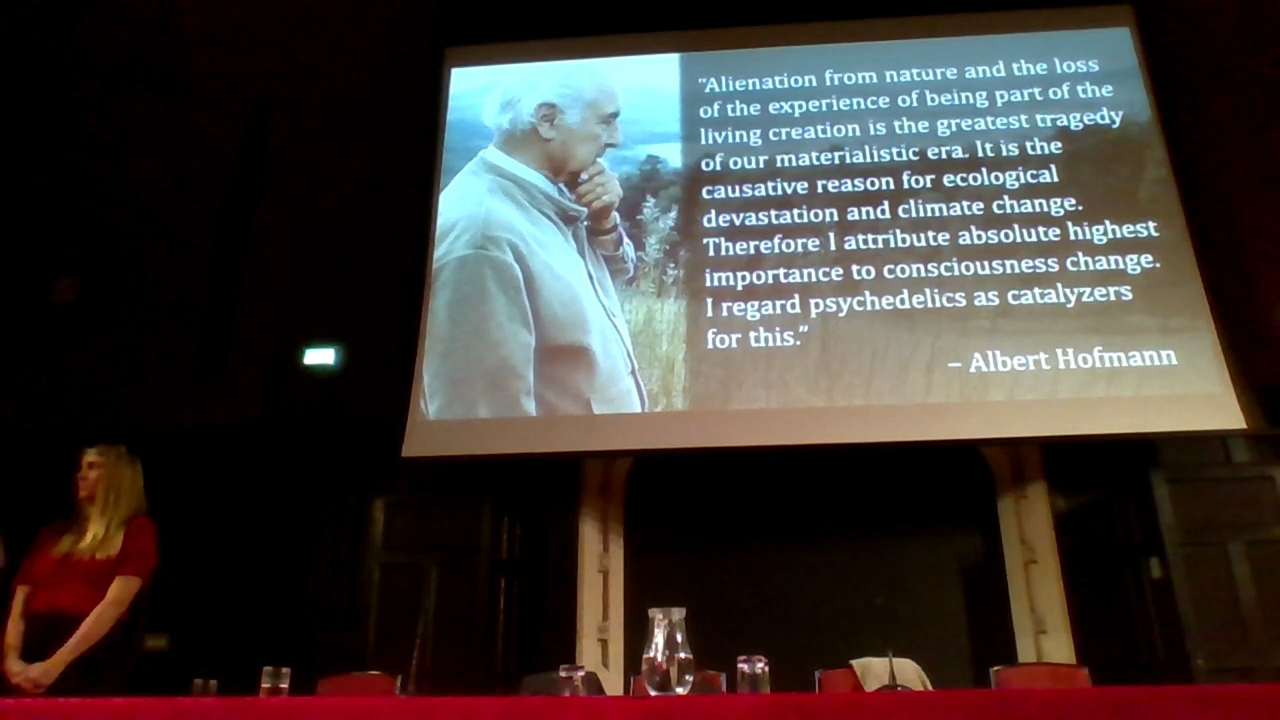 "Alienation from nature and the loss
of the experience of being part of the
living creation is the greatest tragedy
of our materialistic era. It is the
causative reason for ecological
devastation and climate change.
Therefore I attribute absolute highest
importance to consciousness change.
I regard psychedelics as catalyzers
for this.”
– Albert Hofmann